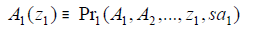 A₁(z₁) ≡ Pr₁(A₁, A₂,..., z₁, sa₁)